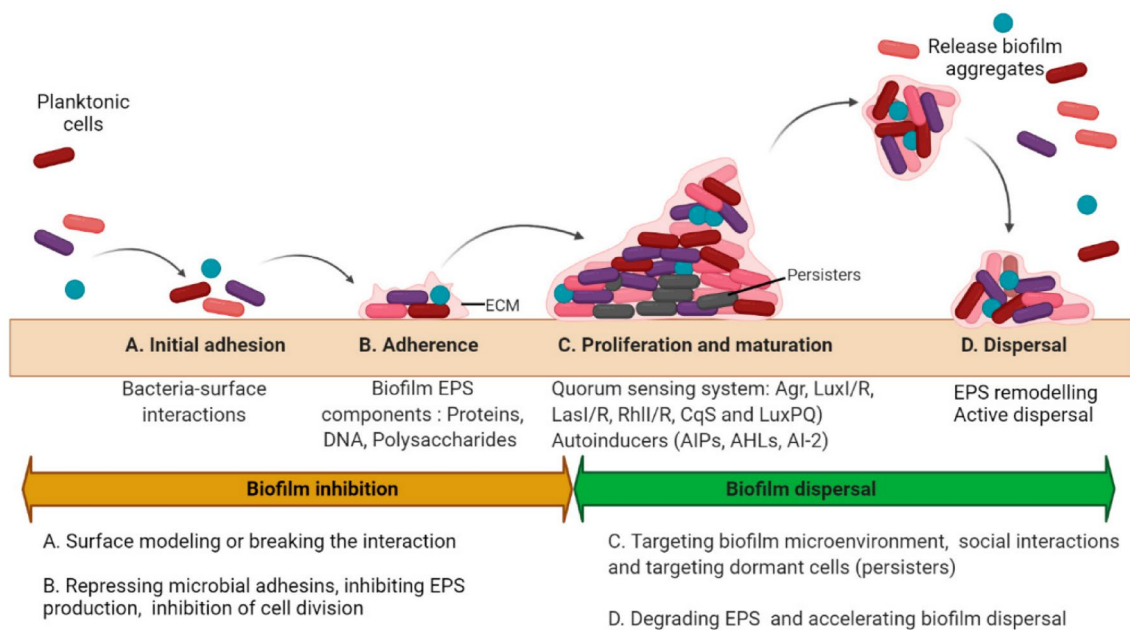 Planktonic
cells
Release biofilm
aggregates
ECM
Persisters
A. Initial adhesion
B. Adherence
C. Proliferation and maturation
D. Dispersal
Bacteria-surface
interactions
Biofilm EPS
components : Proteins,
DNA, Polysaccharides
Quorum sensing system: Agr, LuxI/R,
LasI/R, RhlI/R, CqS and LuxPQ)
Autoinducers (AIPs, AHLs, AI-2)
EPS remodelling
Active dispersal
Biofilm inhibition
Biofilm dispersal
A. Surface modeling or breaking the interaction
B. Repressing microbial adhesins, inhibiting EPS
production, inhibition of cell division
C. Targeting biofilm microenvironment, social interactions
and targeting dormant cells (persisters)
D. Degrading EPS and accelerating biofilm dispersal